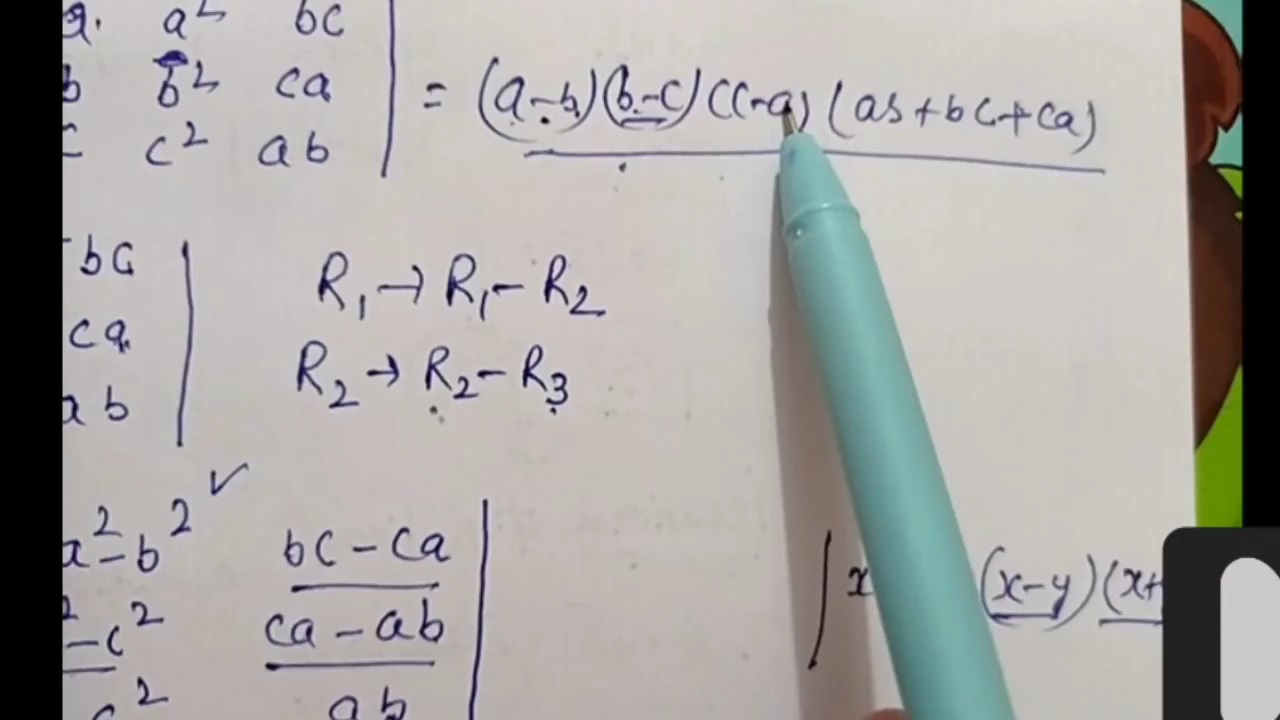 a a² bc
b b² ca = (a-b)(b-c)(c-a) (ab+bc+ca)
c c² ab
bc R₁→R₁-R₂
ca
ab R₂→R₂-R₃
a²-b² ✓ bc-ca
²-c² ca-ab x (x-y)(x+
c² ab